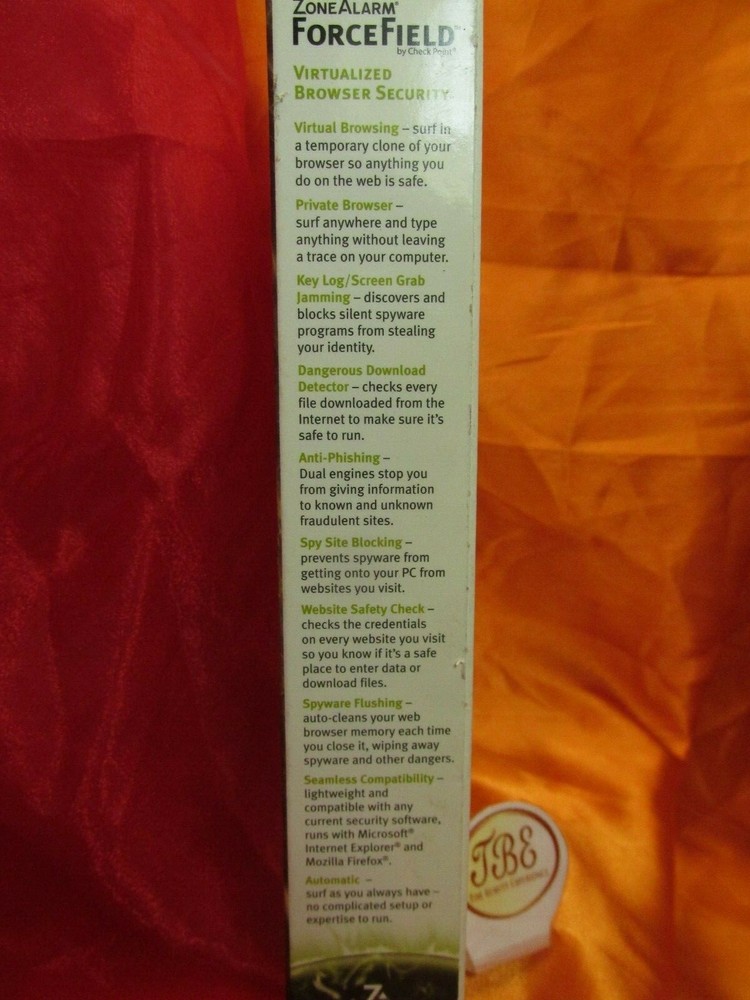 ZONEALARM®
FORCEFIELD™
by Check Point®
VIRTUALIZED
BROWSER SECURITY
Virtual Browsing – surf in
a temporary clone of your
browser so anything you
do on the web is safe.
Private Browser –
surf anywhere and type
anything without leaving
a trace on your computer.
Key Log/Screen Grab
Jamming – discovers and
blocks silent spyware
programs from stealing
your identity.
Dangerous Download
Detector – checks every
file downloaded from the
Internet to make sure it's
safe to run.
Anti-Phishing –
Dual engines stop you
from giving information
to known and unknown
fraudulent sites.
Spy Site Blocking –
prevents spyware from
getting onto your PC from
websites you visit.
Website Safety Check –
checks the credentials
on every website you visit
so you know if it's a safe
place to enter data or
download files.
Spyware Flushing –
auto-cleans your web
browser memory each time
you close it, wiping away
spyware and other dangers.
Seamless Compatibility –
lightweight and
compatible with any
current security software,
runs with Microsoft®
Internet Explorer® and
Mozilla Firefox®.
Automatic –
surf as you always have –
no complicated setup or
expertise to run.
TBE